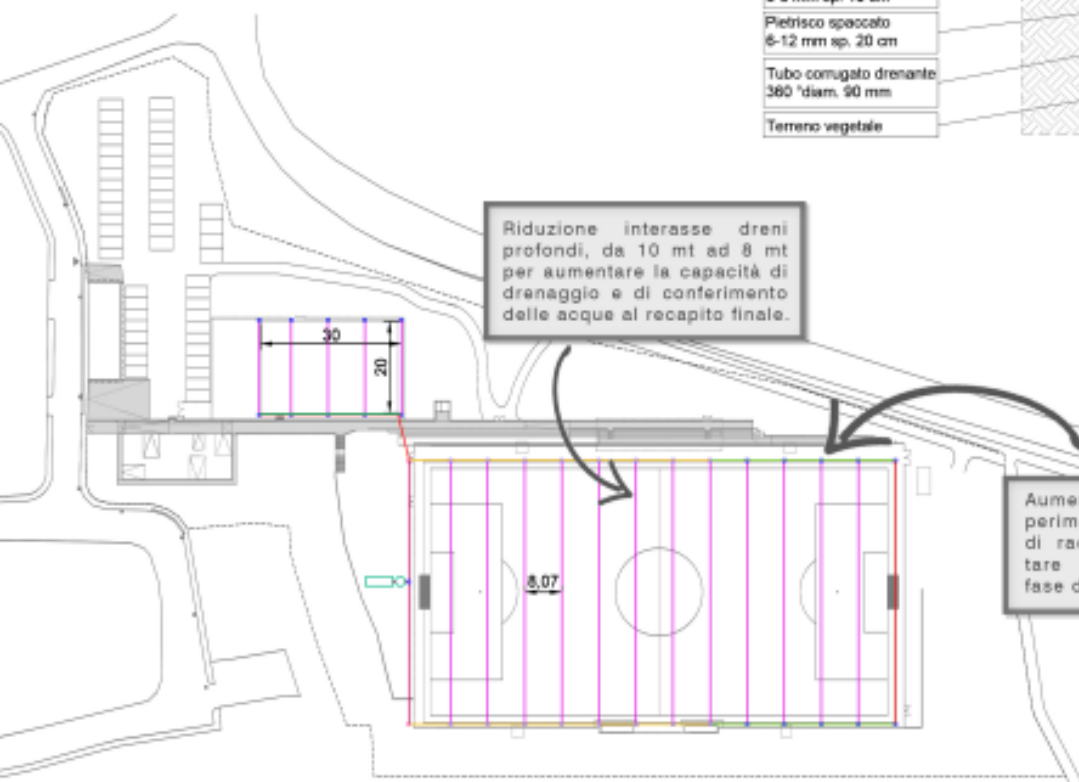 Pietrisco spaccato
6-12 mm sp. 20 cm
Tubo corrugato drenante
360 °diam. 90 mm
Terreno vegetale
Riduzione interasse dreni
profondi, da 10 mt ad 8 mt
per aumentare la capacità di
drenaggio e di conferimento
delle acque al recapito finale.
30
20
8,07
Aume
perim
di ra
tare
fase d